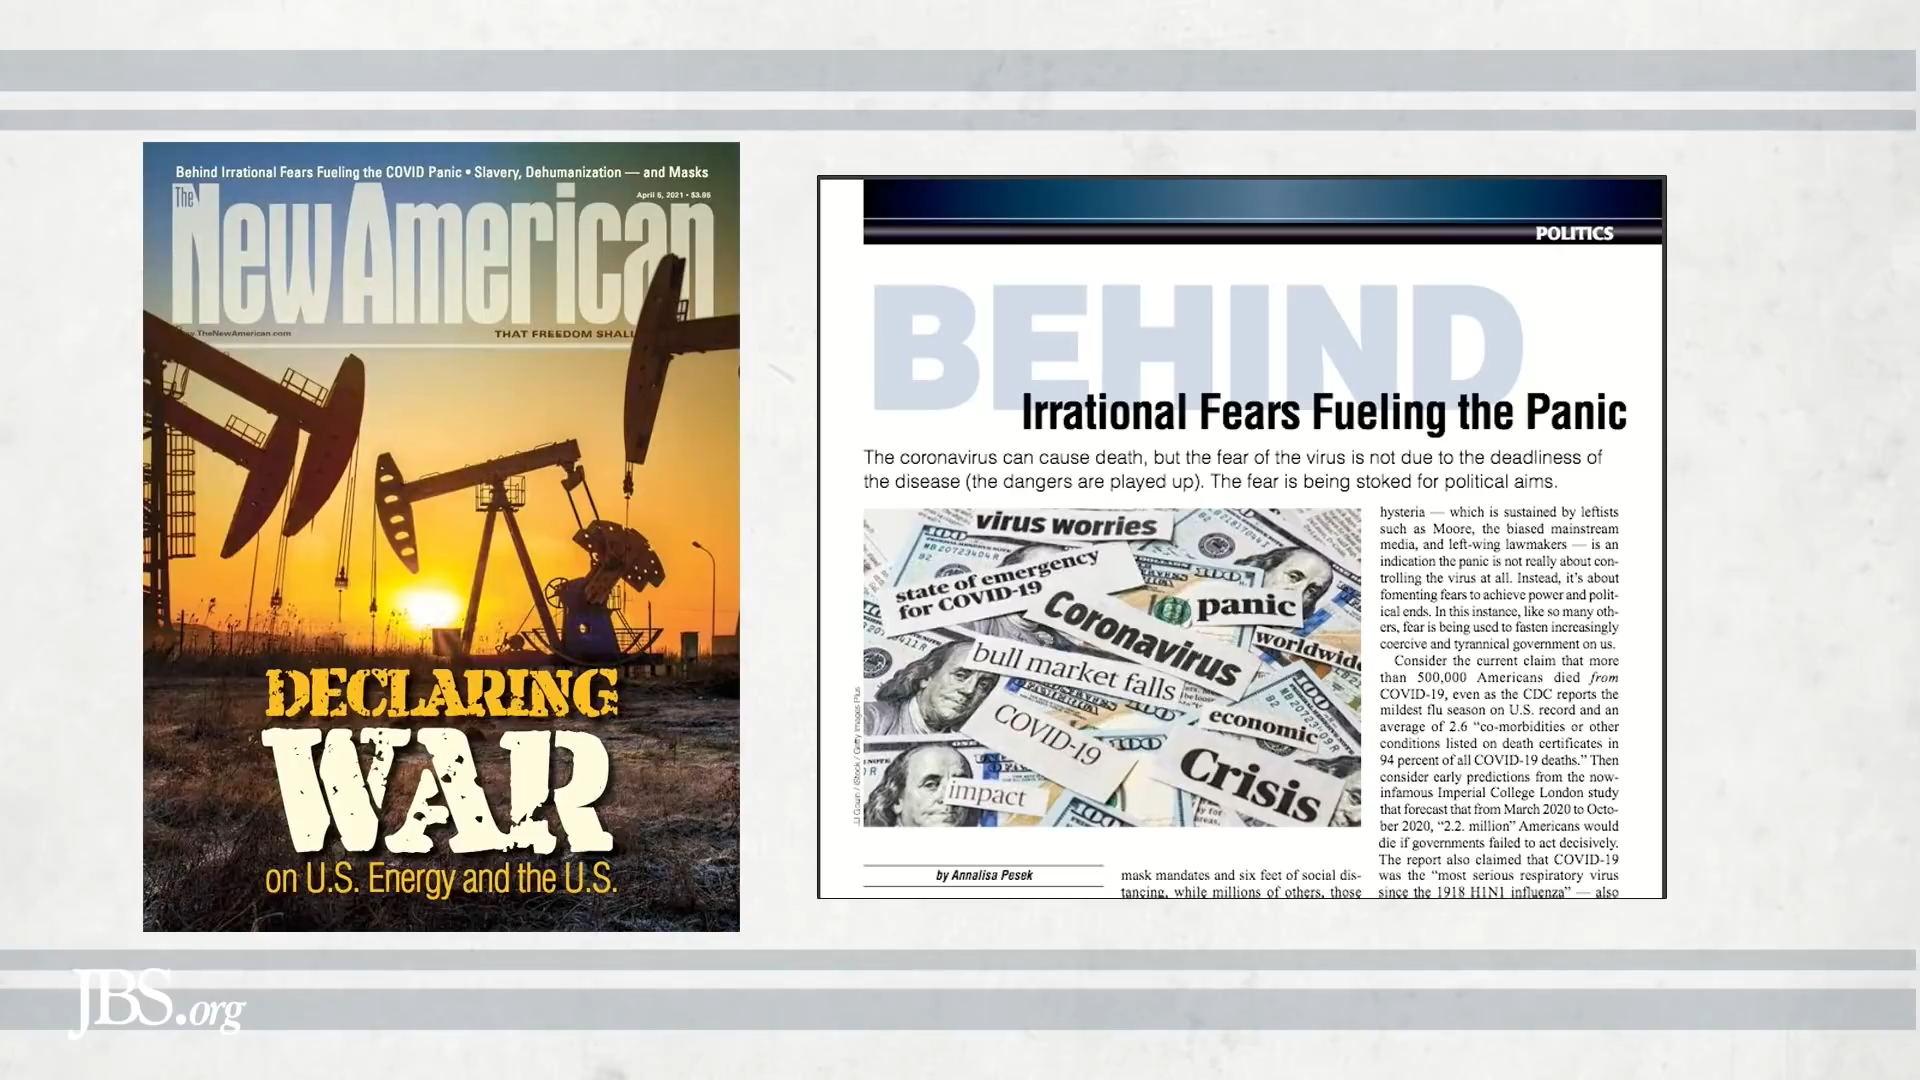 Behind Irrational Fears Fueling the COVID Panic • Slavery, Dehumanization — and Masks
April 5, 2021 • $3.95
The
New American
www.TheNewAmerican.com
THAT FREEDOM SHALL
DECLARING
WAR
on U.S. Energy and the U.S.
POLITICS
BEHIND
Irrational Fears Fueling the Panic
The coronavirus can cause death, but the fear of the virus is not due to the deadliness of
the disease (the dangers are played up). The fear is being stoked for political aims.
virus worries
state of emergency
for COVID-19
Coronavirus
panic
worldwide
bull market falls
COVID-19
economic
Crisis
impact
100
MB20723404R
B2
by Annalisa Pesek
mask mandates and six feet of social dis-
tancing, while millions of others, those
hysteria — which is sustained by leftists
such as Moore, the biased mainstream
media, and left-wing lawmakers — is an
indication the panic is not really about con-
trolling the virus at all. Instead, it's about
fomenting fears to achieve power and polit-
ical ends. In this instance, like so many oth-
ers, fear is being used to fasten increasingly
coercive and tyrannical government on us.
Consider the current claim that more
than 500,000 Americans died from
COVID-19, even as the CDC reports the
mildest flu season on U.S. record and an
average of 2.6 “co-morbidities or other
conditions listed on death certificates in
94 percent of all COVID-19 deaths.” Then
consider early predictions from the now-
infamous Imperial College London study
that forecast that from March 2020 to Octo-
ber 2020, “2.2. million” Americans would
die if governments failed to act decisively.
The report also claimed that COVID-19
was the “most serious respiratory virus
since the 1918 H1N1 influenza” — also
JBS.org